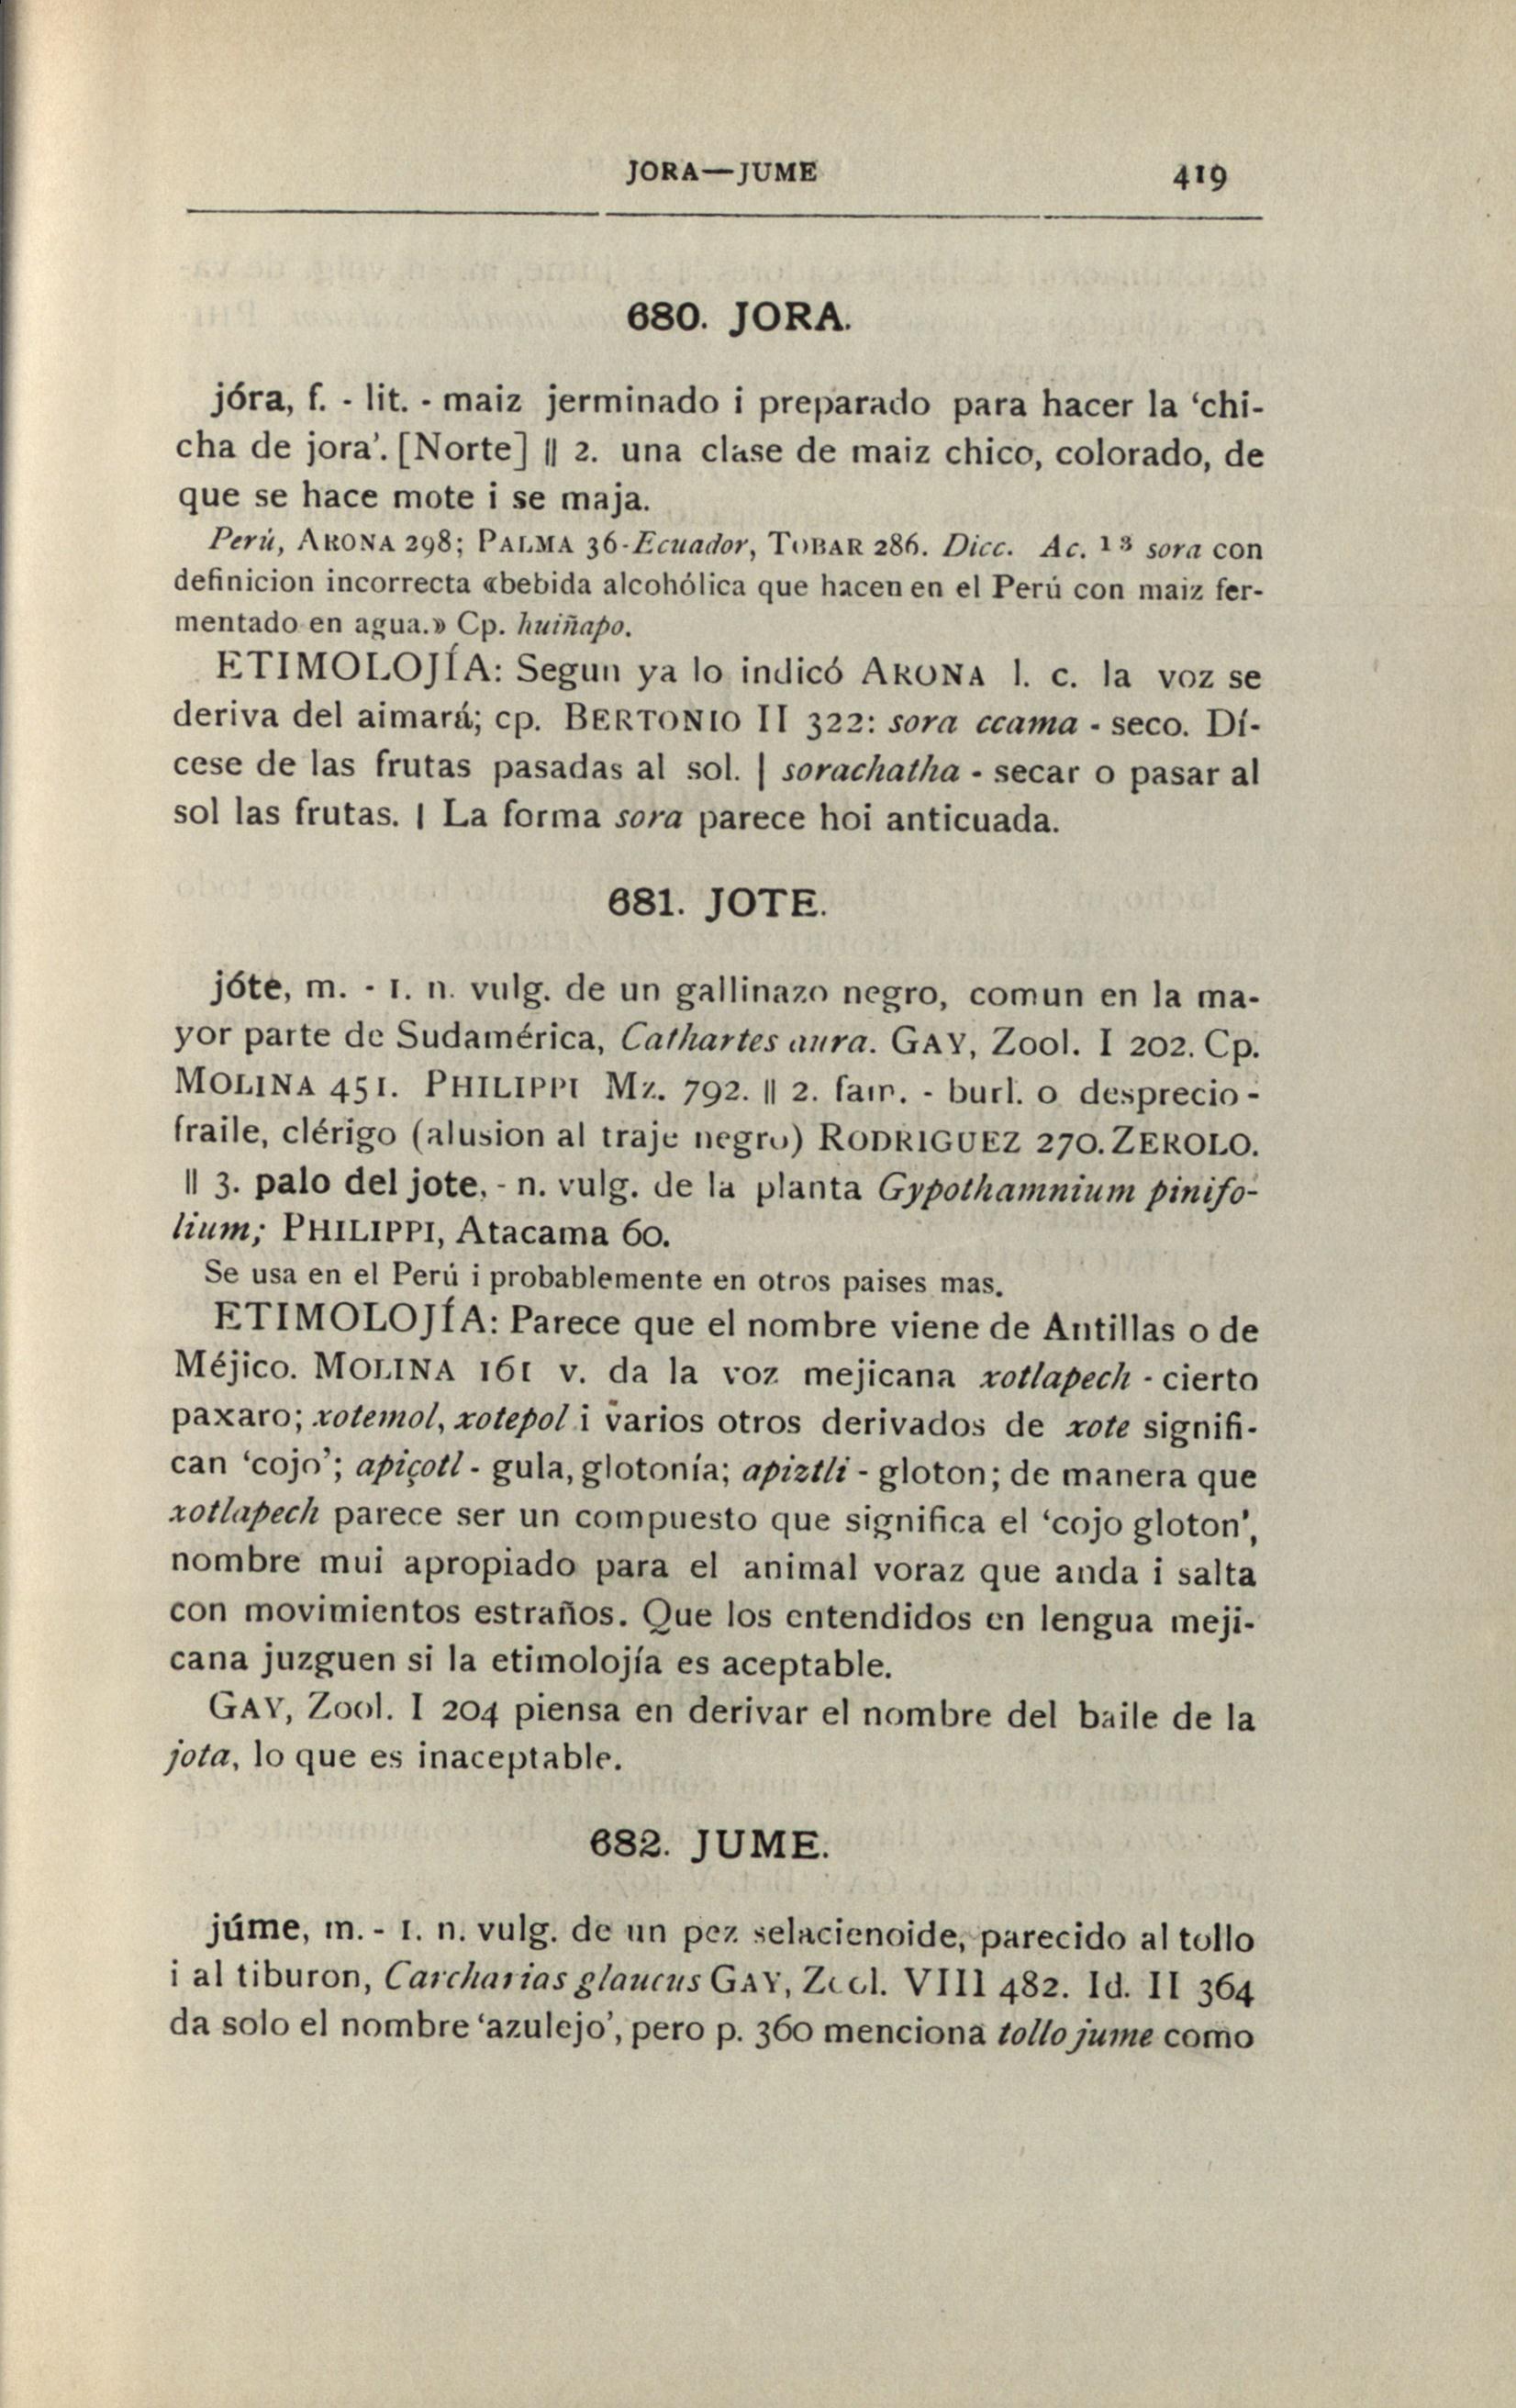 JORA—JUME 419
680. JORA.
jóra, f. - lit. - maiz jerminado i preparado para hacer la ‘chi-
cha de jora’. [Norte] || 2. una clase de maiz chico, colorado, de
que se hace mote i se maja.
Perú, ARONA 298; PALMA 36-Ecuador, TOBAR 286. Dicc. Ac. 13 sora con
definicion incorrecta «bebida alcohólica que hacen en el Perú con maiz fer-
mentado en agua.» Cp. huiñapo.
ETIMOLOJÍA: Segun ya lo indicó ARONA l. c. la voz se
deriva del aimará; cp. BERTONIO II 322: sora ccama - seco. Dí-
cese de las frutas pasadas al sol. | sorachatha - secar o pasar al
sol las frutas. | La forma sora parece hoi anticuada.
681. JOTE.
jóte, m. - 1. n. vulg. de un gallinazo negro, comun en la ma-
yor parte de Sudamérica, Cathartes aura. GAY, Zool. I 202. Cp.
MOLINA 451. PHILIPPI Mz. 792. || 2. fam. - burl. o desprecio -
fraile, clérigo (alusion al traje negro) RODRIGUEZ 270. ZEROLO.
|| 3. palo del jote, - n. vulg. de la planta Gypothamnium pinifo-
lium; PHILIPPI, Atacama 60.
Se usa en el Perú i probablemente en otros paises mas.
ETIMOLOJÍA: Parece que el nombre viene de Antillas o de
Méjico. MOLINA 161 v. da la voz mejicana xotlapech - cierto
paxaro; xotemol, xotepol i varios otros derivados de xote signifi-
can ‘cojo’; apiçotl - gula, glotonía; apiztli - gloton; de manera que
xotlapech parece ser un compuesto que significa el ‘cojo gloton’,
nombre mui apropiado para el animal voraz que anda i salta
con movimientos estraños. Que los entendidos en lengua meji-
cana juzguen si la etimolojía es aceptable.
GAY, Zool. I 204 piensa en derivar el nombre del baile de la
jota, lo que es inaceptable.
682. JUME.
júme, m. - 1. n. vulg. de un pez selacienoide, parecido al tollo
i al tiburon, Carcharias glaucus GAY, Zool. VIII 482. Id. II 364
da solo el nombre ‘azulejo’, pero p. 360 menciona tollo jume como